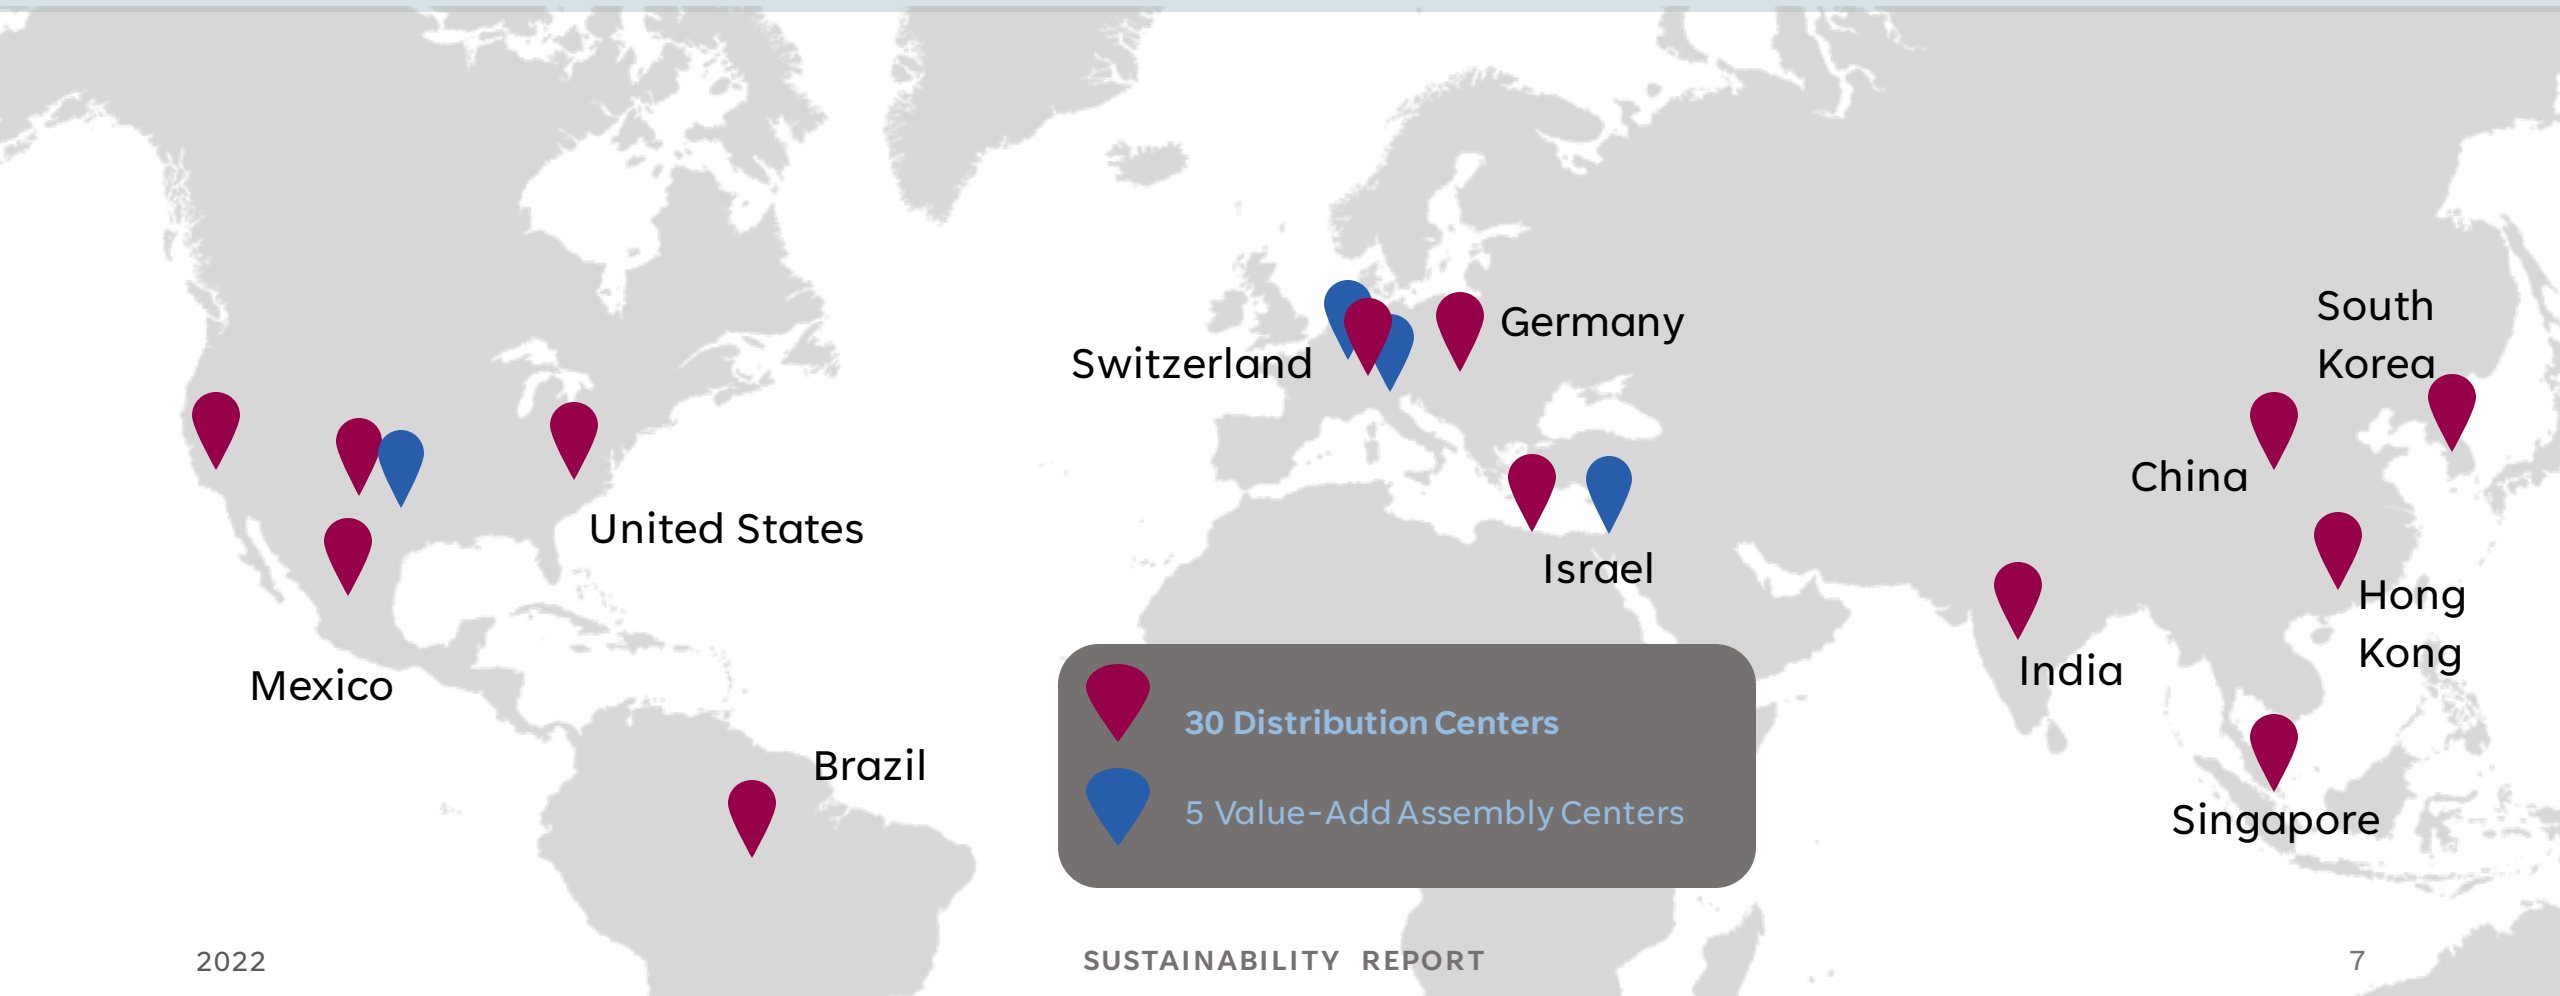 South
Korea
Germany
Switzerland
China
United States
Israel
Hong
Kong
India
Mexico
Brazil
30 Distribution Centers
5 Value-Add Assembly Centers
Singapore
2022
SUSTAINABILITY REPORT
7